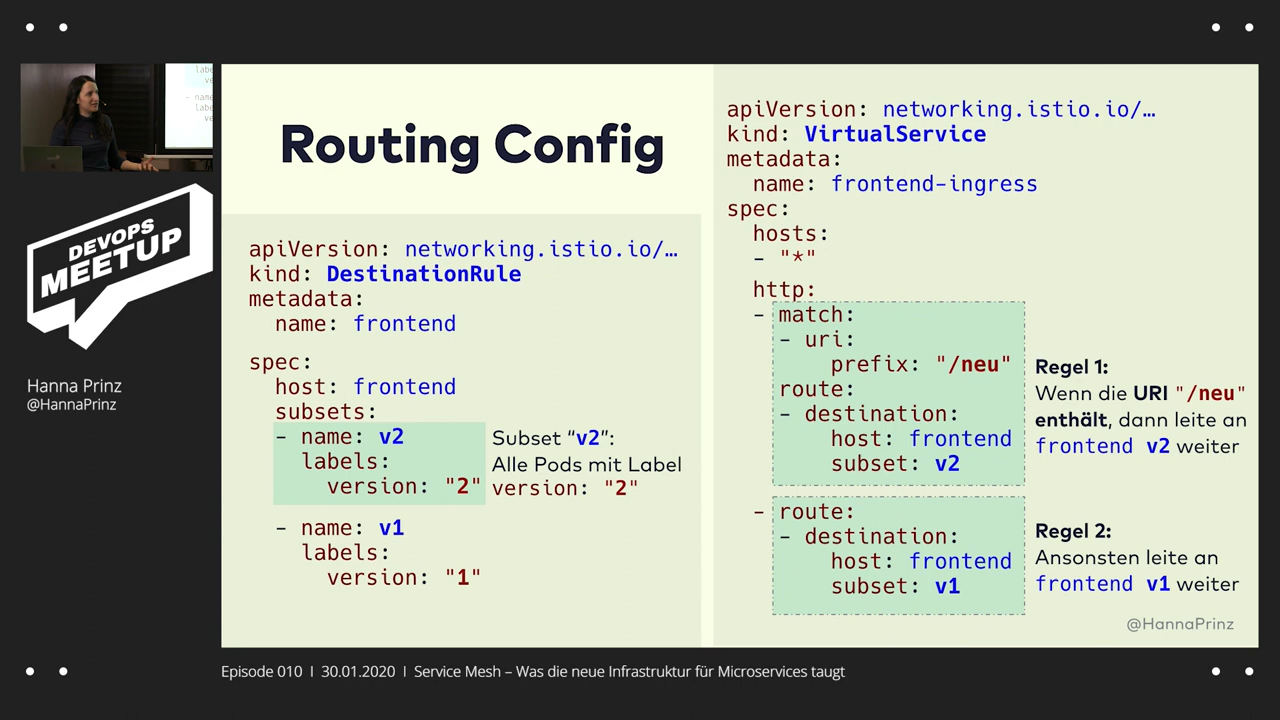 DEVOPS
MEETUP
Hanna Prinz
@HannaPrinz
Routing Config
apiVersion: networking.istio.io/…
kind: DestinationRule
metadata:
  name: frontend
spec:
  host: frontend
  subsets:
  - name: v2
    labels:
      version: "2"
Subset “v2”:
Alle Pods mit Label
version: "2"
  - name: v1
    labels:
      version: "1"
apiVersion: networking.istio.io/…
kind: VirtualService
metadata:
  name: frontend-ingress
spec:
  hosts:
  - "*"
  http:
  - match:
    - uri:
        prefix: "/neu"
    route:
    - destination:
        host: frontend
        subset: v2
Regel 1:
Wenn die URI "/neu"
enthält, dann leite an
frontend v2 weiter
  - route:
    - destination:
        host: frontend
        subset: v1
Regel 2:
Ansonsten leite an
frontend v1 weiter
@HannaPrinz
Episode 010 | 30.01.2020 | Service Mesh – Was die neue Infrastruktur für Microservices taugt